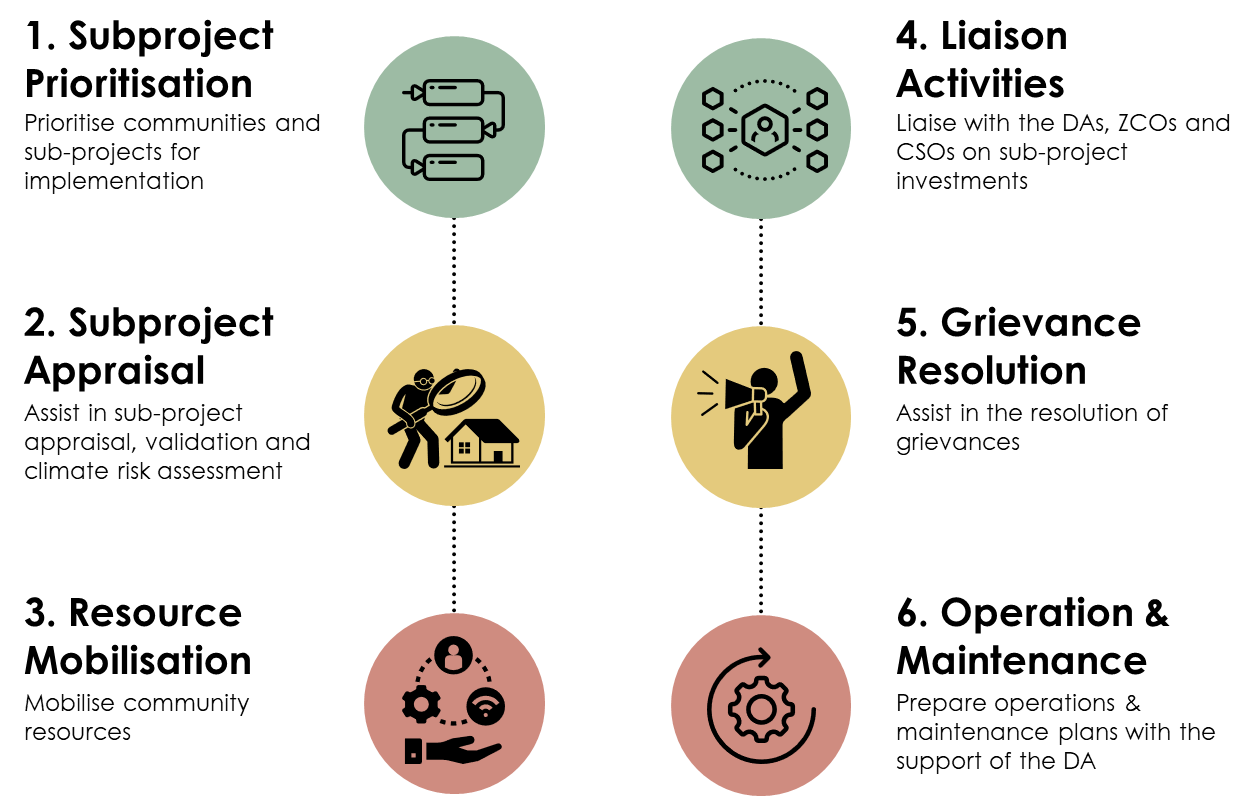 1. Subproject
Prioritisation
Prioritise communities and
sub-projects for
implementation
2. Subproject
Appraisal
Assist in sub-project
appraisal, validation and
climate risk assessment
3. Resource
Mobilisation
Mobilise community
resources
4. Liaison
Activities
Liaise with the DAs, ZCOs and
CSOs on sub-project
investments
5. Grievance
Resolution
Assist in the resolution of
grievances
6. Operation &
Maintenance
Prepare operations &
maintenance plans with the
support of the DA